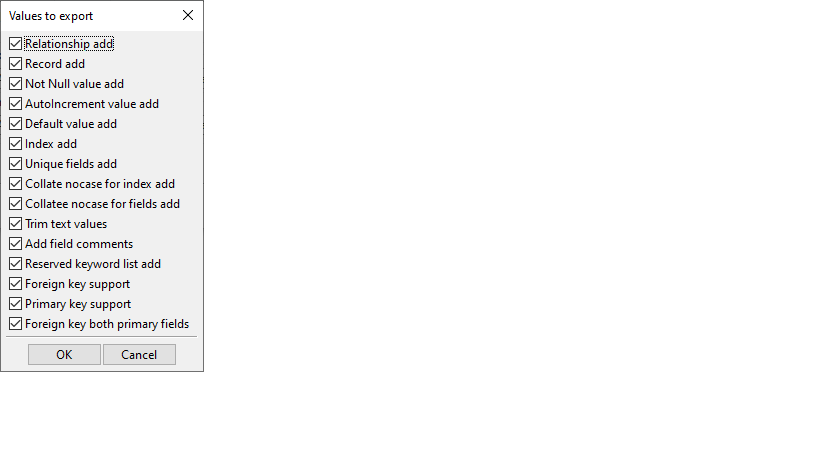 Values to export
Relationship add
Record add
Not Null value add
AutoIncrement value add
Default value add
Index add
Unique fields add
Collate nocase for index add
Collatee nocase for fields add
Trim text values
Add field comments
Reserved keyword list add
Foreign key support
Primary key support
Foreign key both primary fields
OK Cancel